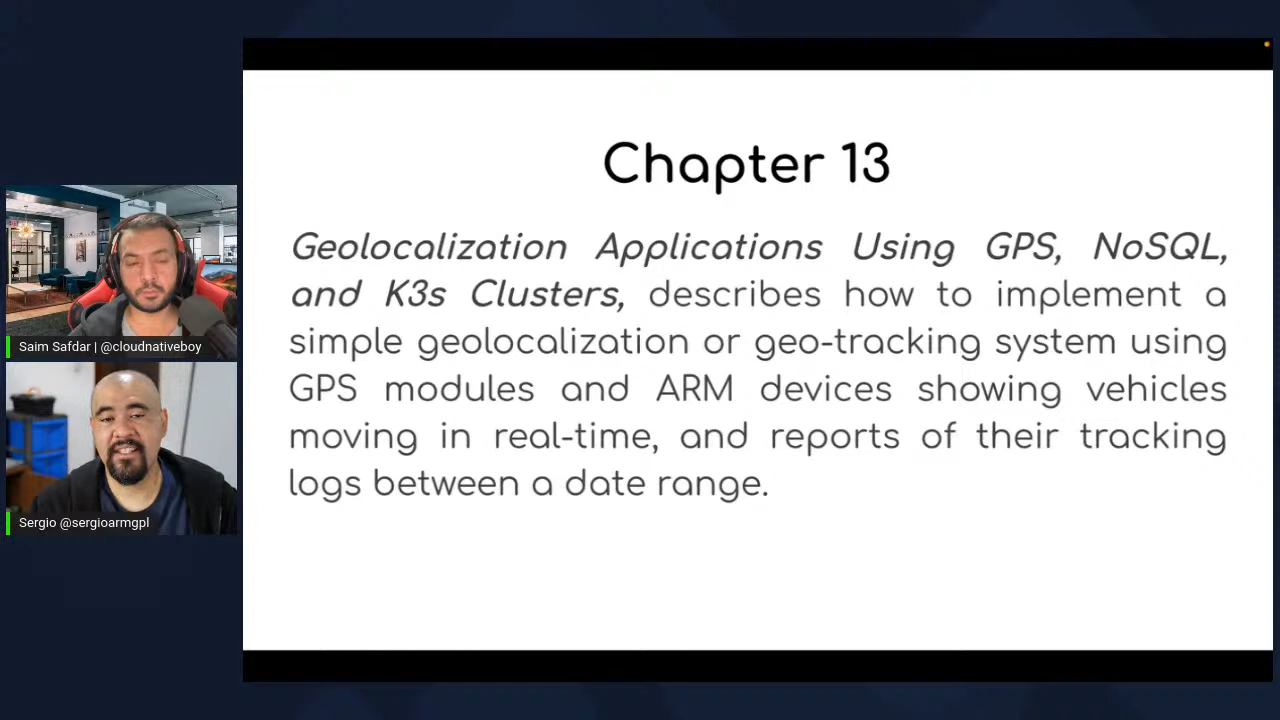 Chapter 13
Geolocalization Applications Using GPS, NoSQL,
and K3s Clusters, describes how to implement a
simple geolocalization or geo-tracking system using
GPS modules and ARM devices showing vehicles
moving in real-time, and reports of their tracking
logs between a date range.
Saim Safdar | @cloudnativeboy
Sergio @sergioarmgpl